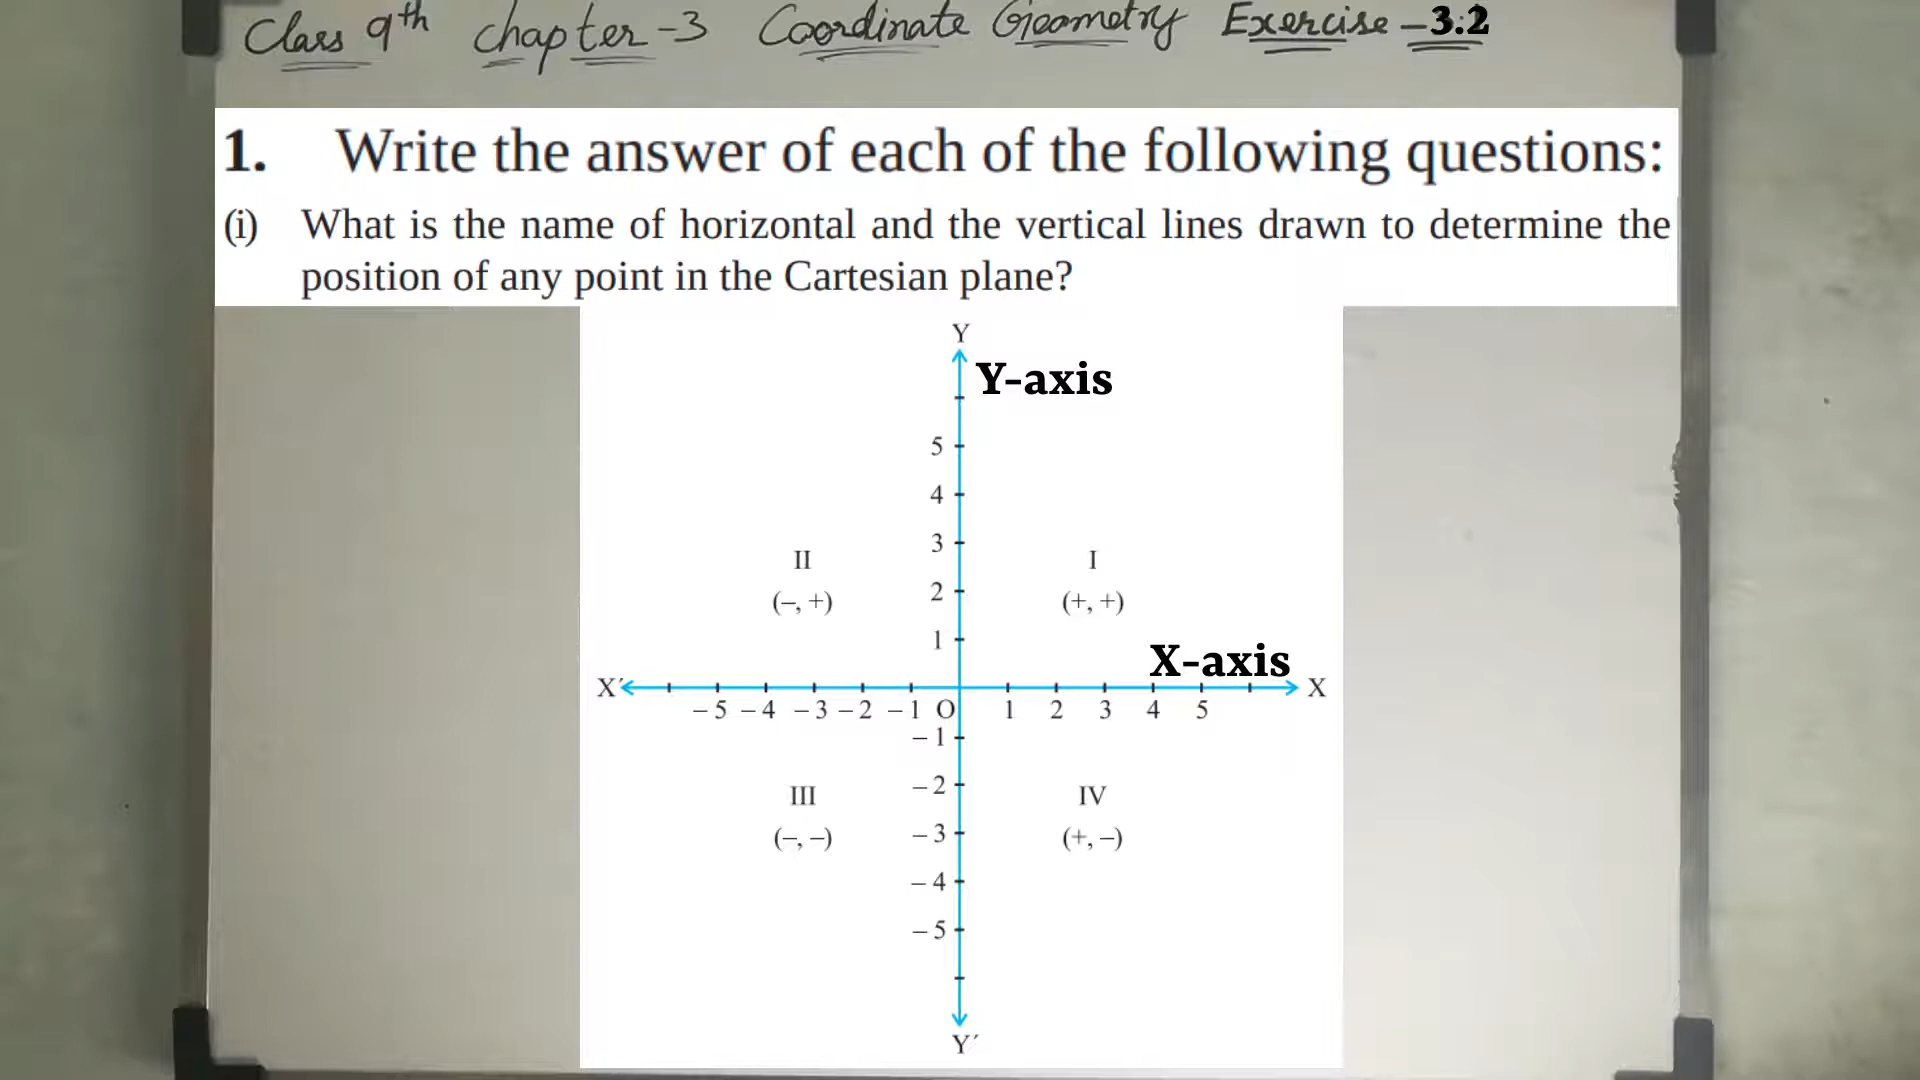 Class 9th chapter-3 Coordinate Geometry Exercise-3.2
1. Write the answer of each of the following questions:
(i) What is the name of horizontal and the vertical lines drawn to determine the
position of any point in the Cartesian plane?
Y
Y-axis
5
4
3
II I
2
(–, +) (+, +)
1
X-axis
X′ X
– 5 – 4 – 3 – 2 – 1 O 1 2 3 4 5
– 1
– 2
III IV
– 3
(–, –) (+, –)
– 4
– 5
Y′